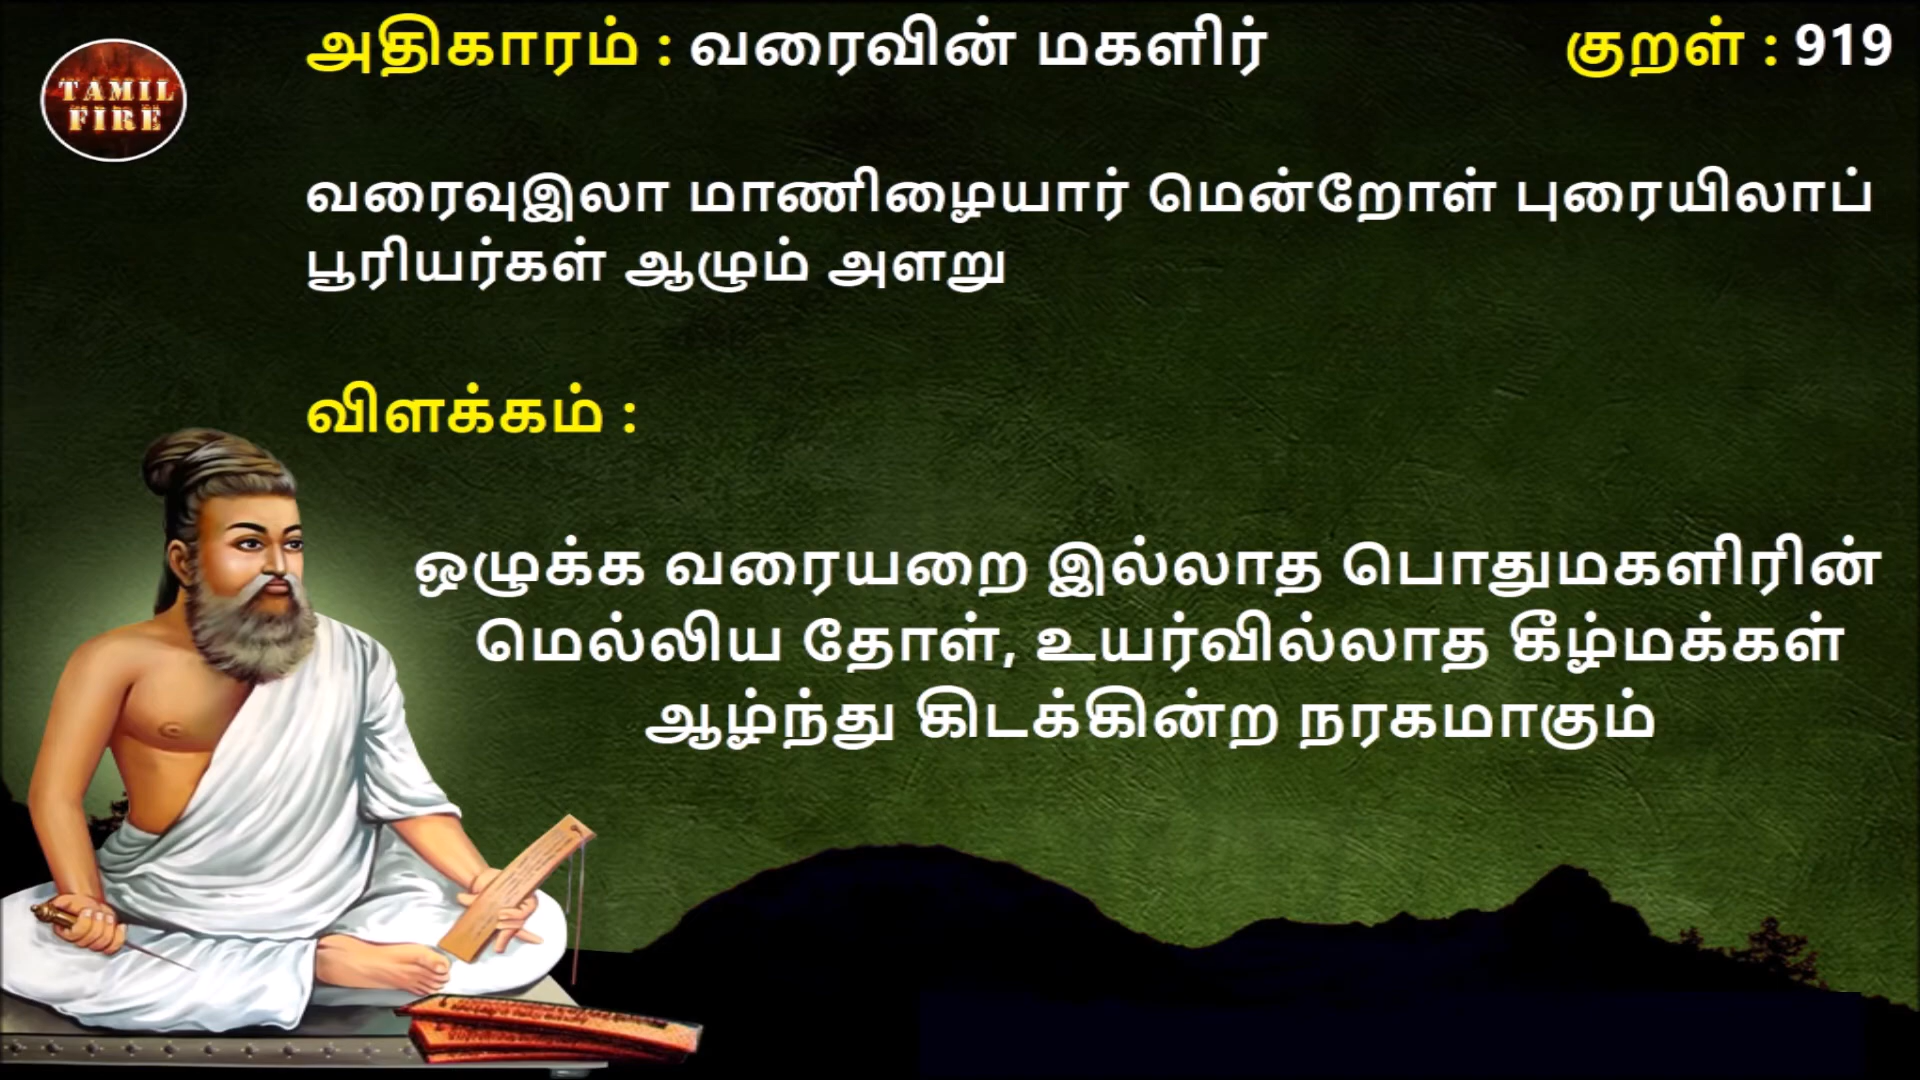 TAMIL
FIRE
அதிகாரம் : வரைவின் மகளிர்
குறள் : 919
வரைவுஇலா மாணிழையார் மென்றோள் புரையிலாப்
பூரியர்கள் ஆழும் அளறு
விளக்கம் :
ஒழுக்க வரையறை இல்லாத பொதுமகளிரின்
மெல்லிய தோள், உயர்வில்லாத கீழ்மக்கள்
ஆழ்ந்து கிடக்கின்ற நரகமாகும்